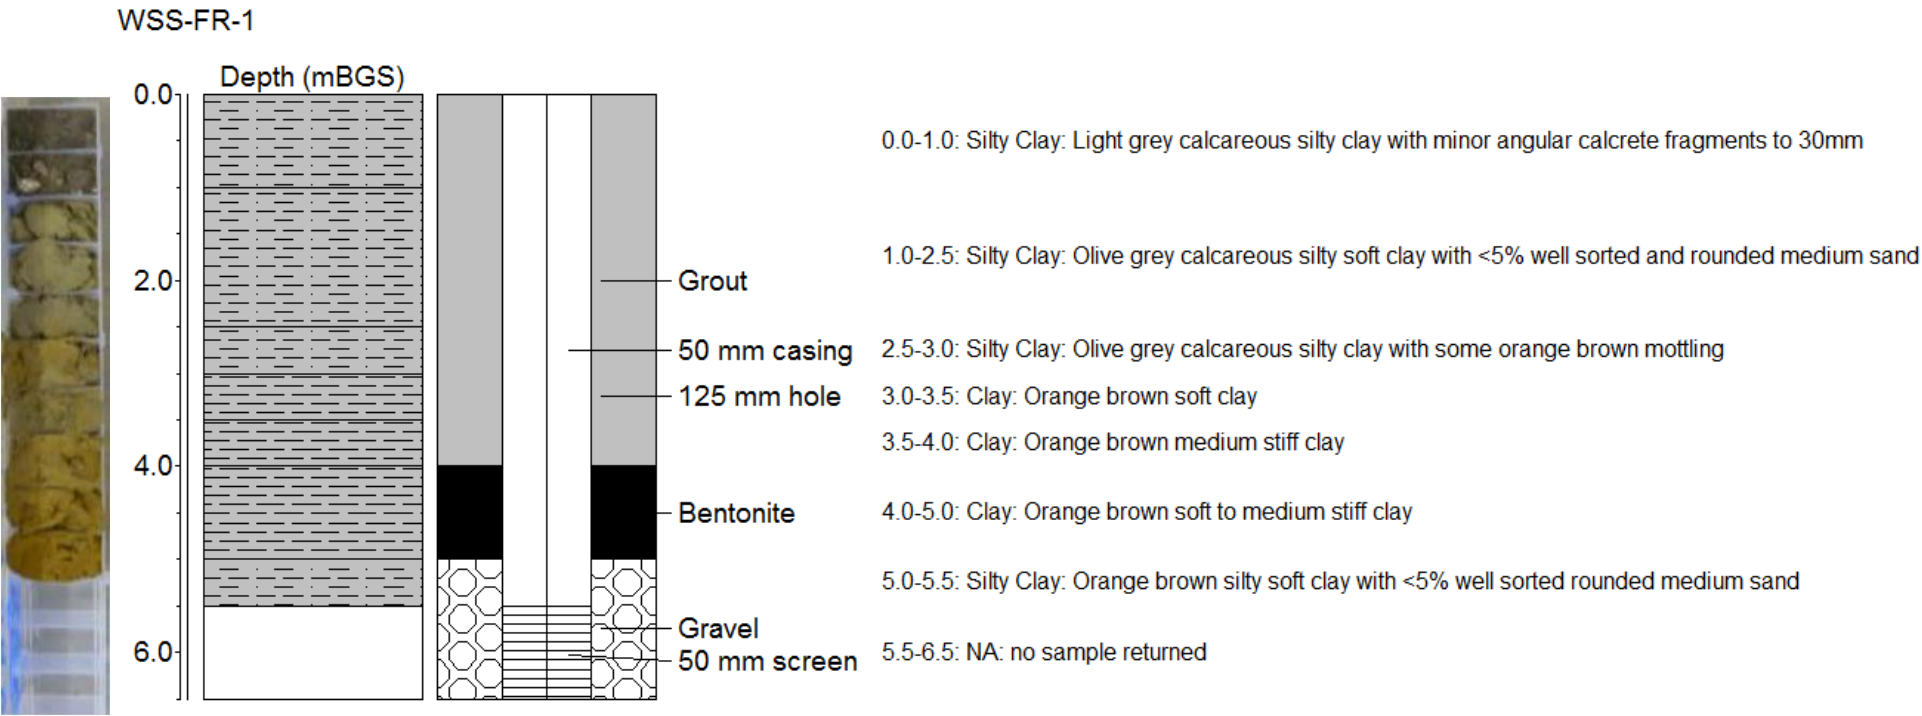 WSS-FR-1
Depth (mBGS)
0.0
0.0-1.0: Silty Clay: Light grey calcareous silty clay with minor angular calcrete fragments to 30mm
1.0-2.5: Silty Clay: Olive grey calcareous silty soft clay with <5% well sorted and rounded medium sand
2.0
Grout
50 mm casing
2.5-3.0: Silty Clay: Olive grey calcareous silty clay with some orange brown mottling
125 mm hole
3.0-3.5: Clay: Orange brown soft clay
3.5-4.0: Clay: Orange brown medium stiff clay
4.0
Bentonite
4.0-5.0: Clay: Orange brown soft to medium stiff clay
5.0-5.5: Silty Clay: Orange brown silty soft clay with <5% well sorted rounded medium sand
Gravel
6.0
50 mm screen
5.5-6.5: NA: no sample returned